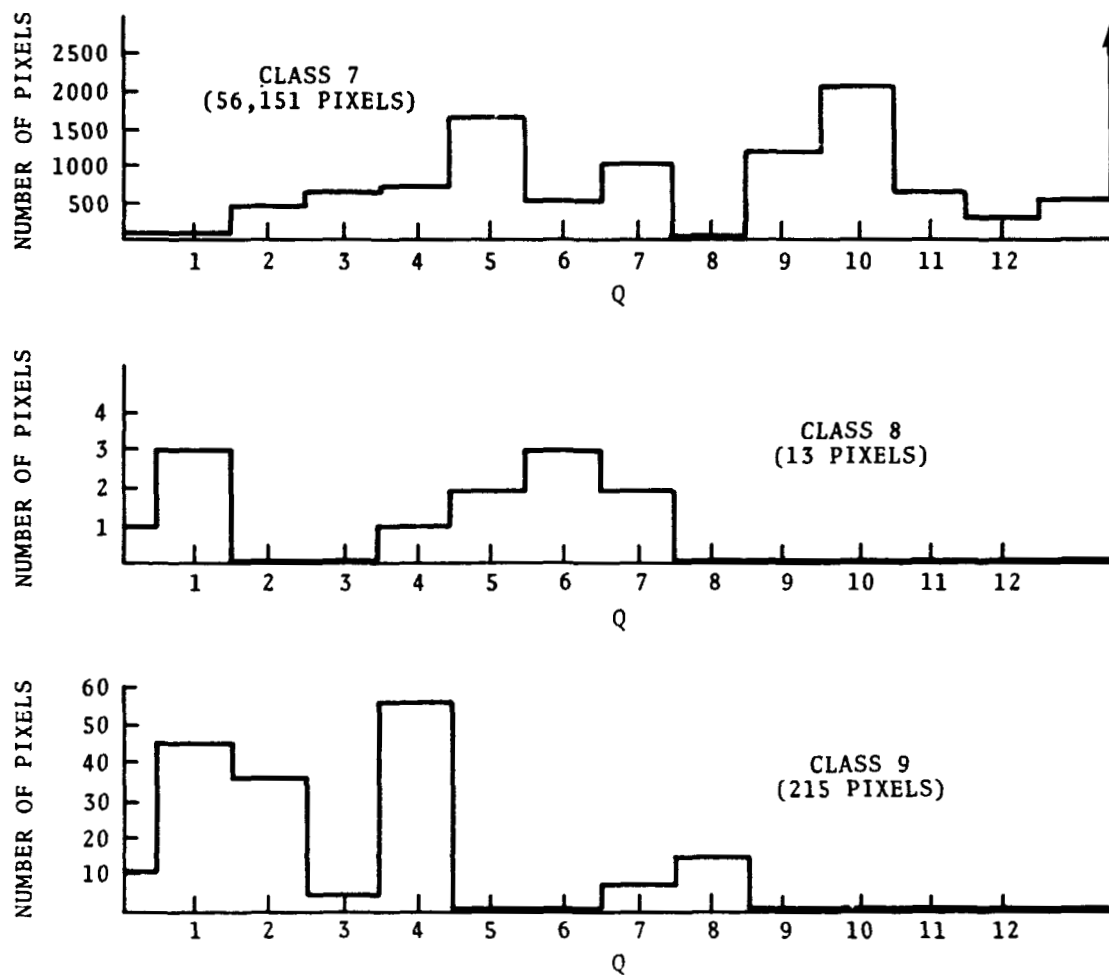 NUMBER OF PIXELS
2500
2000
1500
1000
500
CLASS 7
(56,151 PIXELS)
1 2 3 4 5 6 7 8 9 10 11 12
Q
NUMBER OF PIXELS
4
3
2
1
CLASS 8
(13 PIXELS)
1 2 3 4 5 6 7 8 9 10 11 12
Q
NUMBER OF PIXELS
60
50
40
30
20
10
CLASS 9
(215 PIXELS)
1 2 3 4 5 6 7 8 9 10 11 12
Q